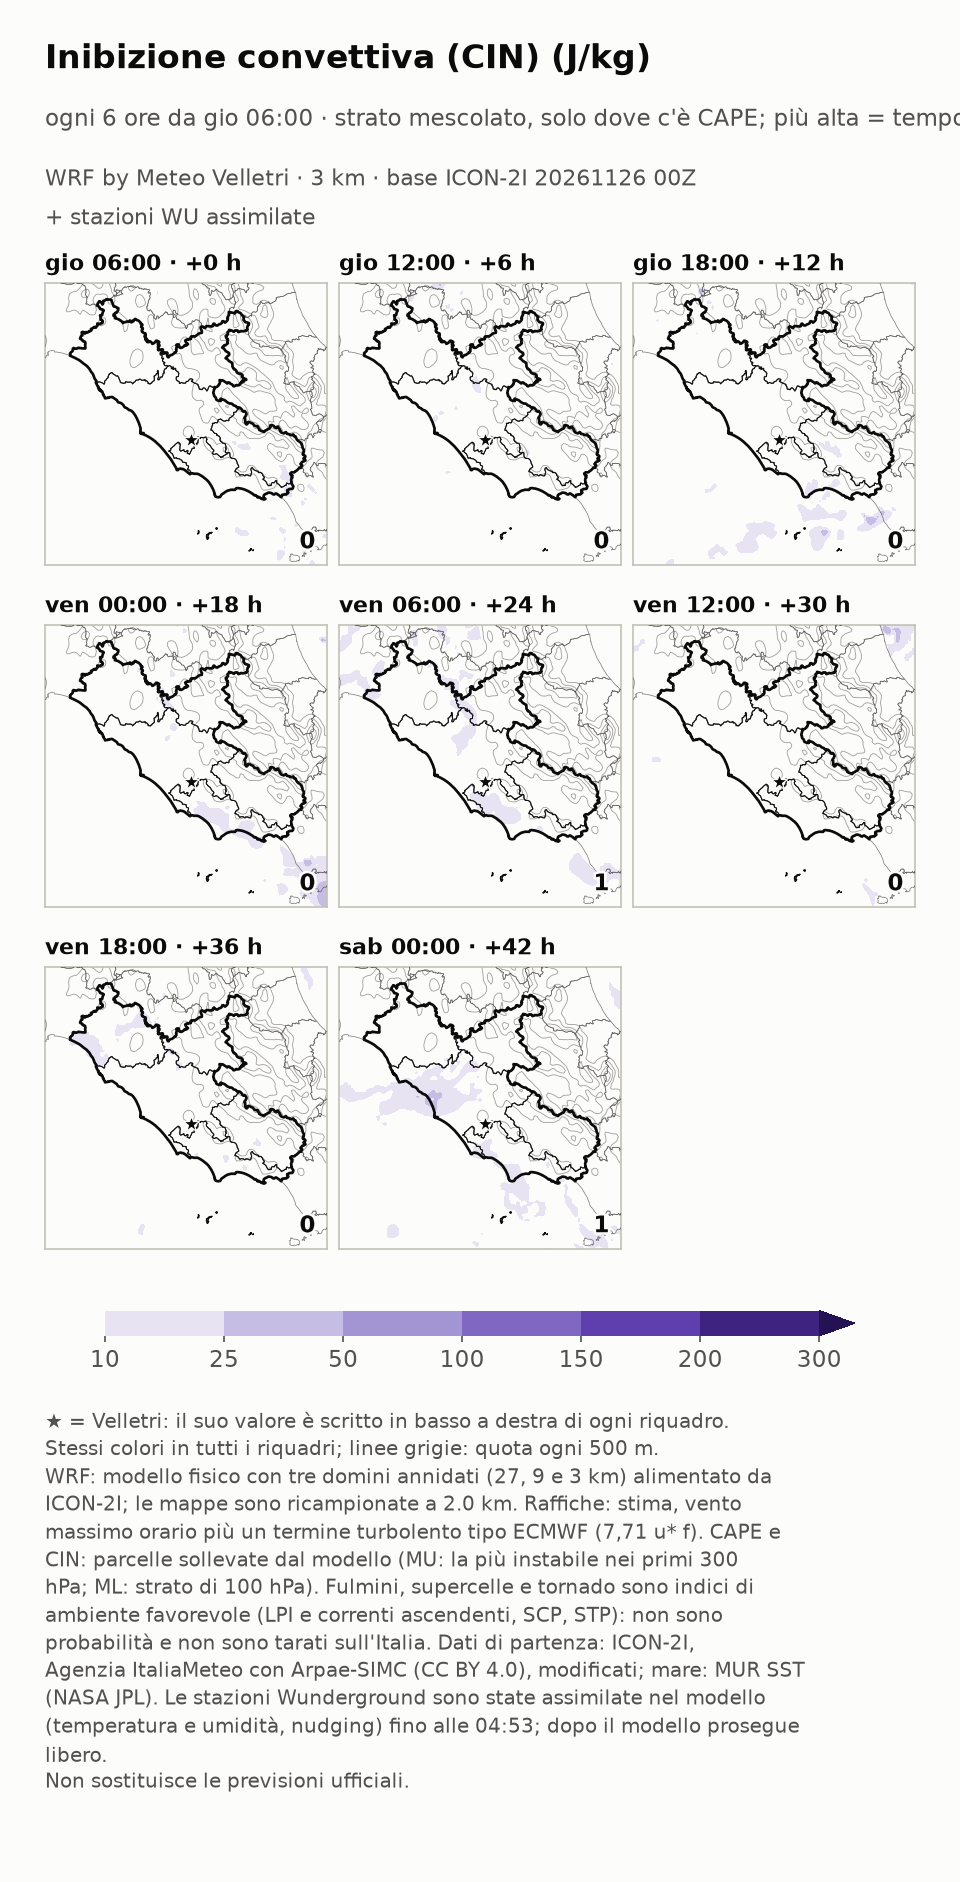 Inibizione convettiva (CIN) (J/kg)
ogni 6 ore da gio 06:00 · strato mescolato, solo dove c'è CAPE; più alta = tempo
WRF by Meteo Velletri · 3 km · base ICON-2I 20261126 00Z
+ stazioni WU assimilate
gio 06:00 · +0 h
gio 12:00 · +6 h
gio 18:00 · +12 h
0
0
0
ven 00:00 · +18 h
ven 06:00 · +24 h
ven 12:00 · +30 h
0
1
0
ven 18:00 · +36 h
sab 00:00 · +42 h
0
1
10 25 50 100 150 200 300
★ = Velletri: il suo valore è scritto in basso a destra di ogni riquadro.
Stessi colori in tutti i riquadri; linee grigie: quota ogni 500 m.
WRF: modello fisico con tre domini annidati (27, 9 e 3 km) alimentato da
ICON-2I; le mappe sono ricampionate a 2.0 km. Raffiche: stima, vento
massimo orario più un termine turbolento tipo ECMWF (7,71 u* f). CAPE e
CIN: parcelle sollevate dal modello (MU: la più instabile nei primi 300
hPa; ML: strato di 100 hPa). Fulmini, supercelle e tornado sono indici di
ambiente favorevole (LPI e correnti ascendenti, SCP, STP): non sono
probabilità e non sono tarati sull'Italia. Dati di partenza: ICON-2I,
Agenzia ItaliaMeteo con Arpae-SIMC (CC BY 4.0), modificati; mare: MUR SST
(NASA JPL). Le stazioni Wunderground sono state assimilate nel modello
(temperatura e umidità, nudging) fino alle 04:53; dopo il modello prosegue
libero.
Non sostituisce le previsioni ufficiali.